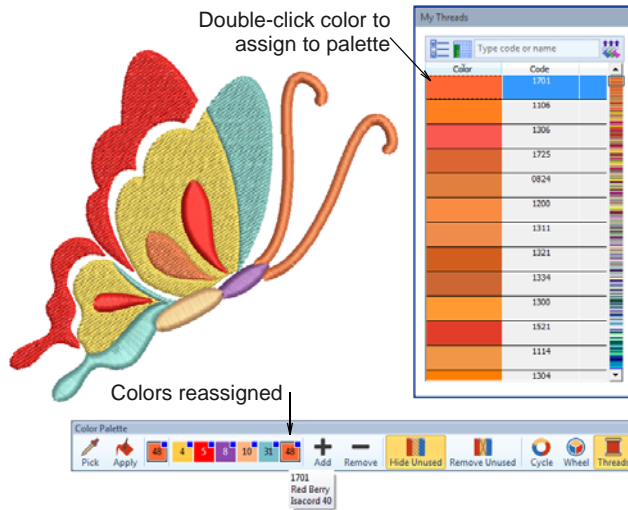 Double-click color to
assign to palette
My Threads
Type code or name
Color Code
1701
1106
1306
1725
0824
1200
1311
1321
1334
1300
1521
1114
1304
Colors reassigned
Color Palette
48 4 5 8 10 31 48
Pick Apply Add Remove Hide Unused Remove Unused Cycle Wheel Threads
1701
Red Berry
Isacord 40